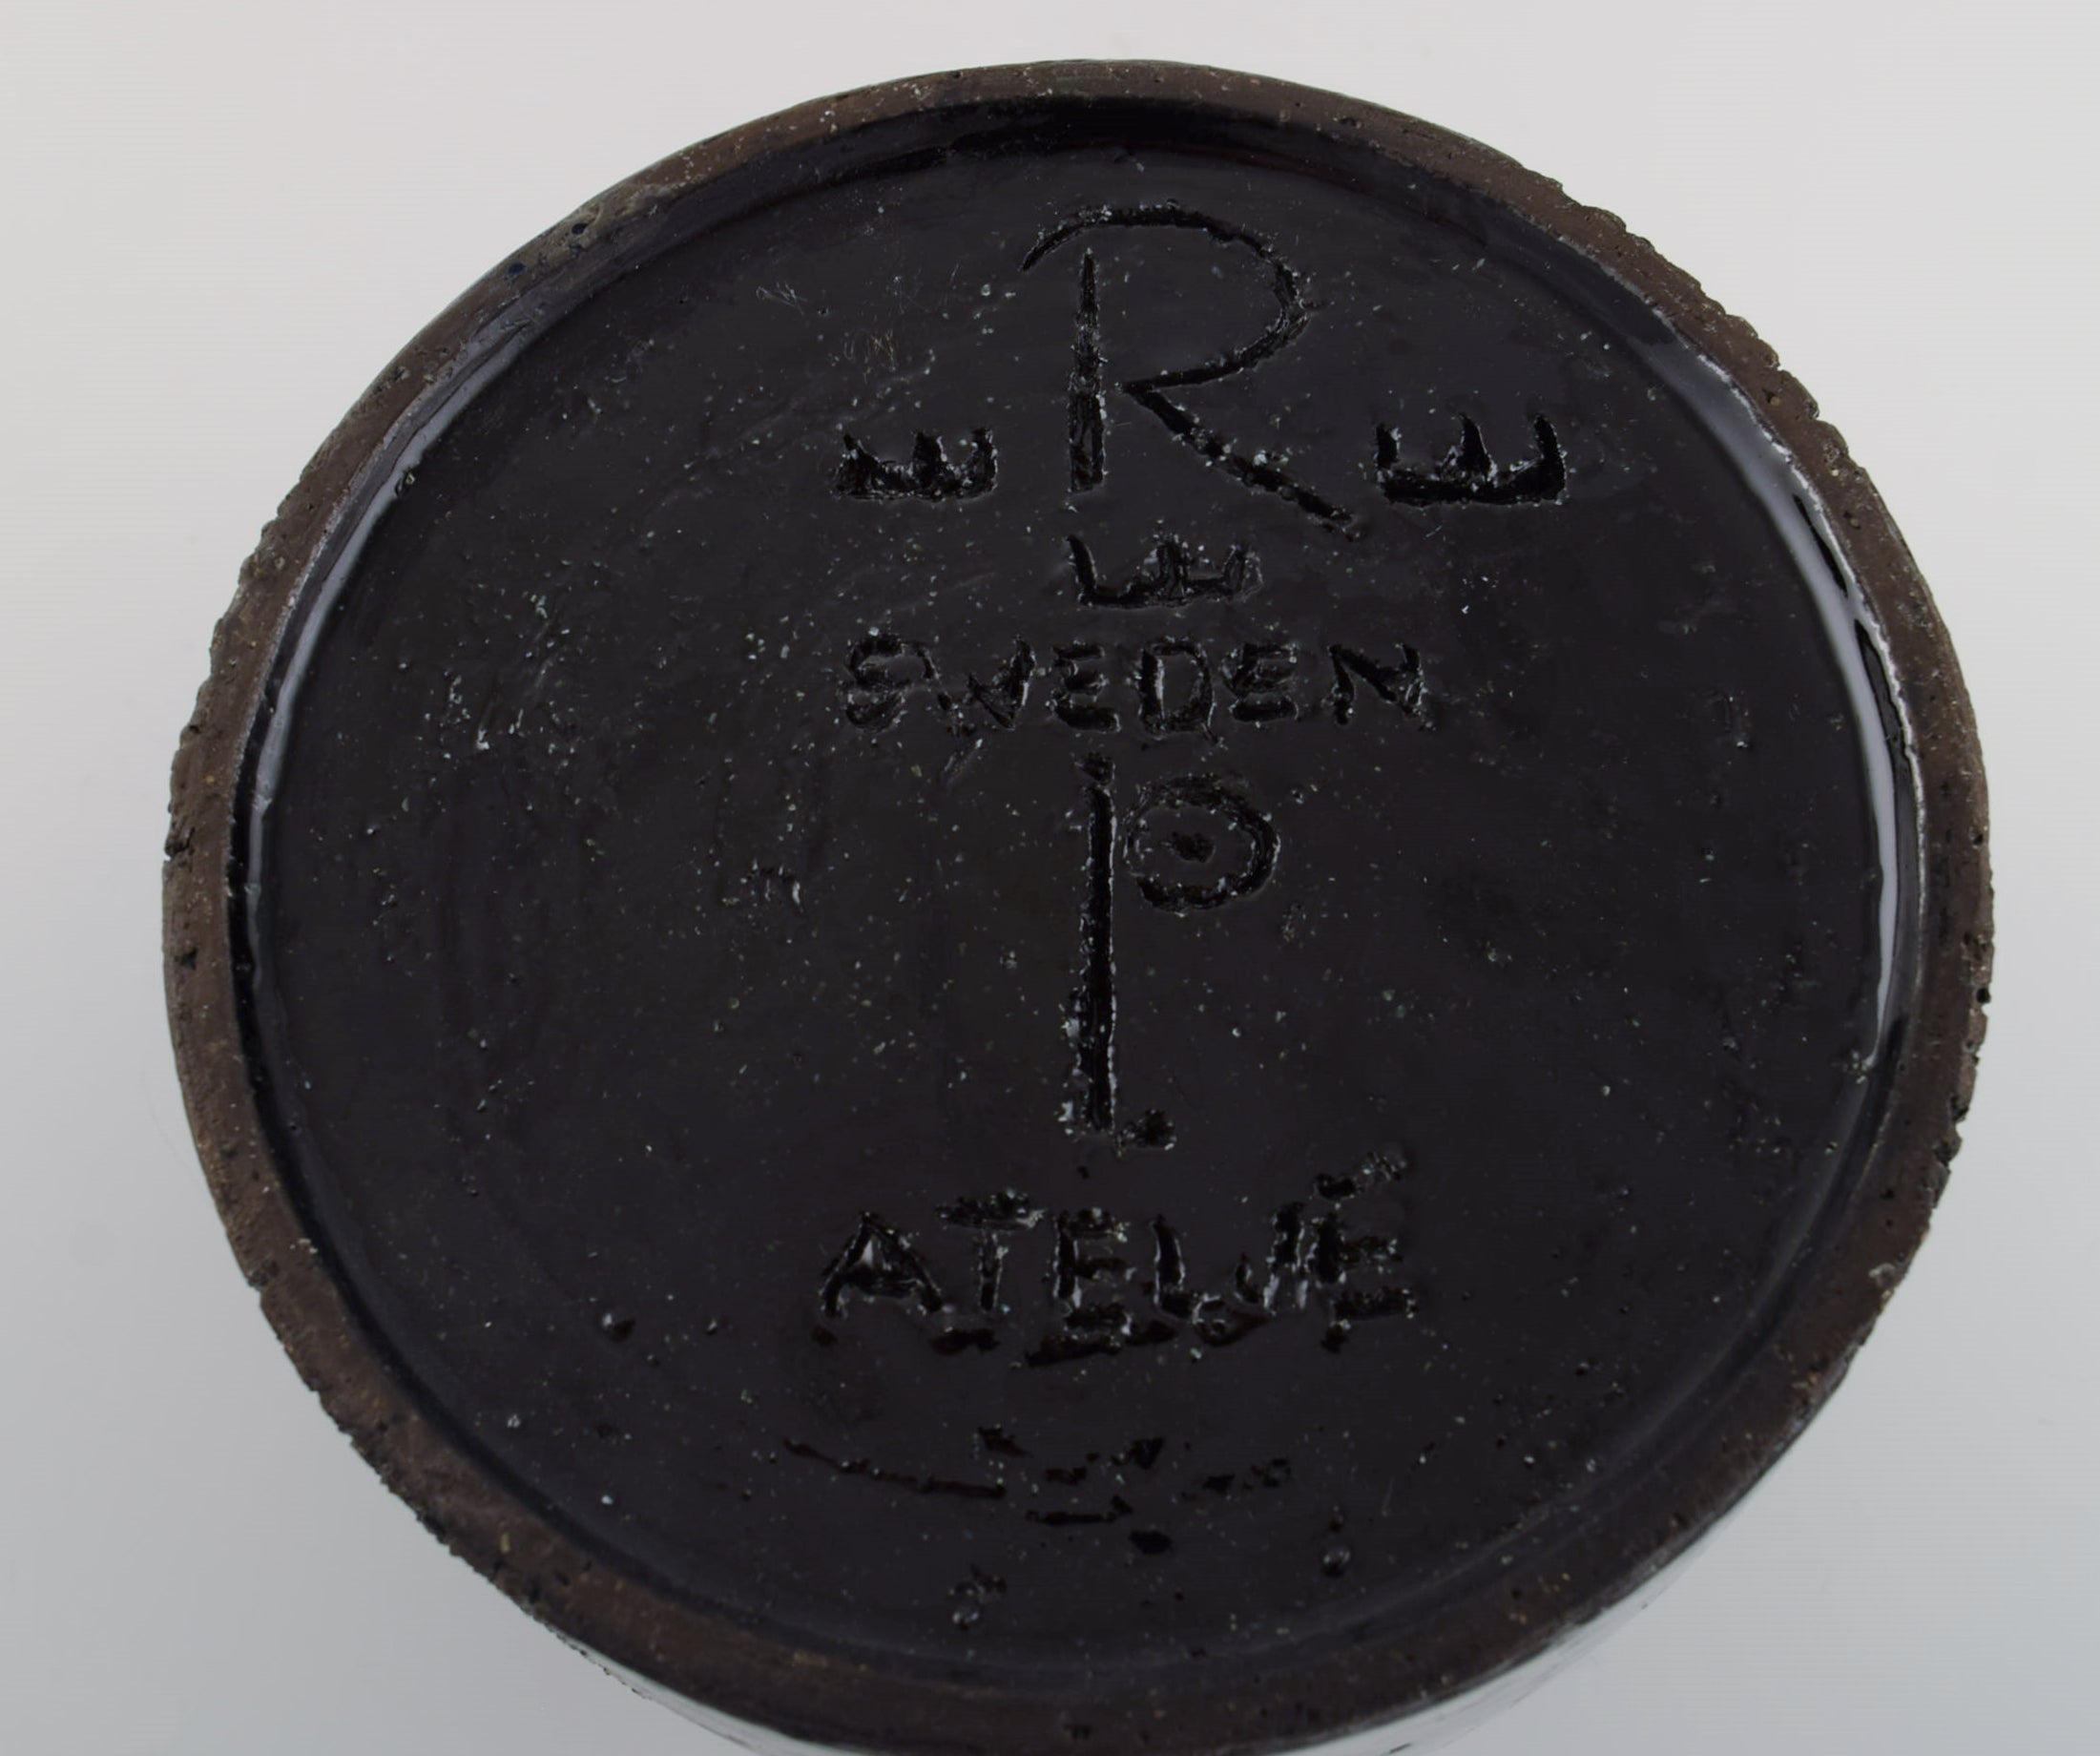 R
SWEDEN
P.
ATELJÉ